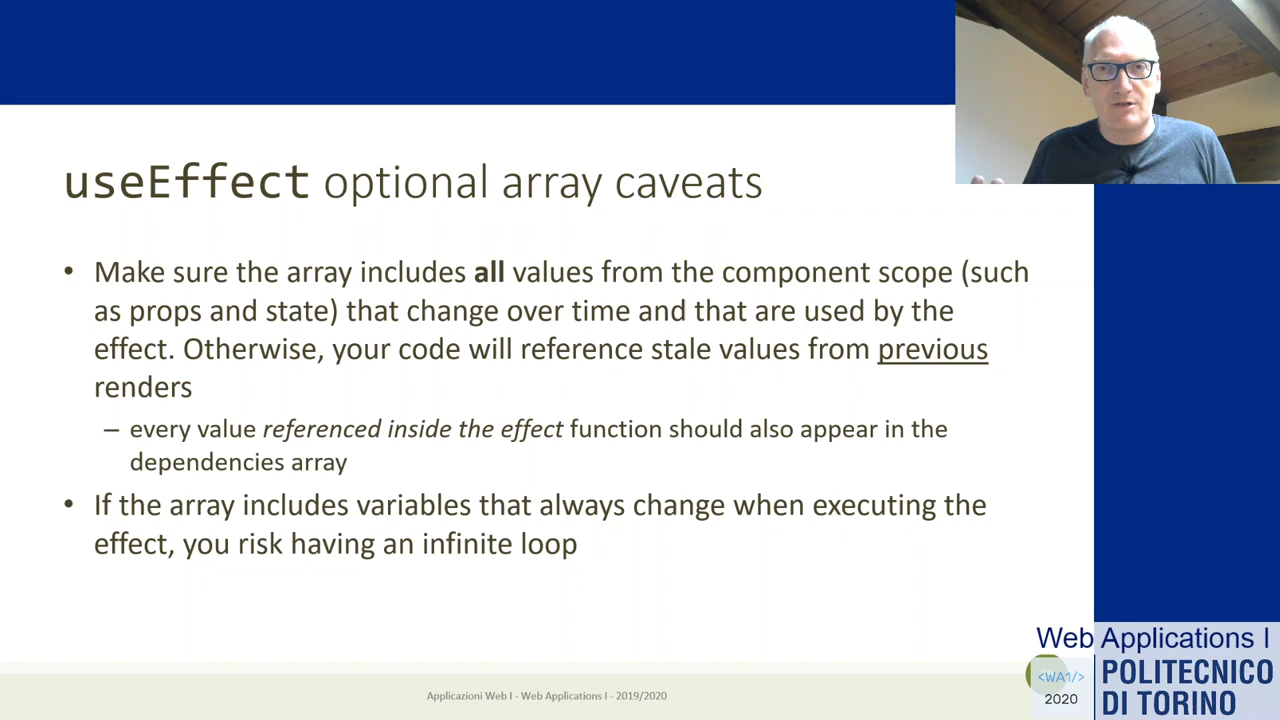 useEffect optional array caveats
• Make sure the array includes all values from the component scope (such
as props and state) that change over time and that are used by the
effect. Otherwise, your code will reference stale values from previous
renders
– every value referenced inside the effect function should also appear in the
dependencies array
• If the array includes variables that always change when executing the
effect, you risk having an infinite loop
Applicazioni Web I - Web Applications I - 2019/2020
Web Applications I
<WA1/>
2020
POLITECNICO
DI TORINO